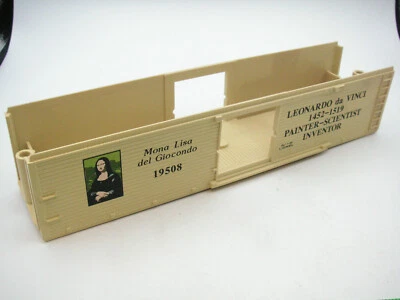 Mona Lisa
del Giocondo
19508
LEONARDO da VINCI
1452-1519
PAINTER-SCIENTIST
INVENTOR